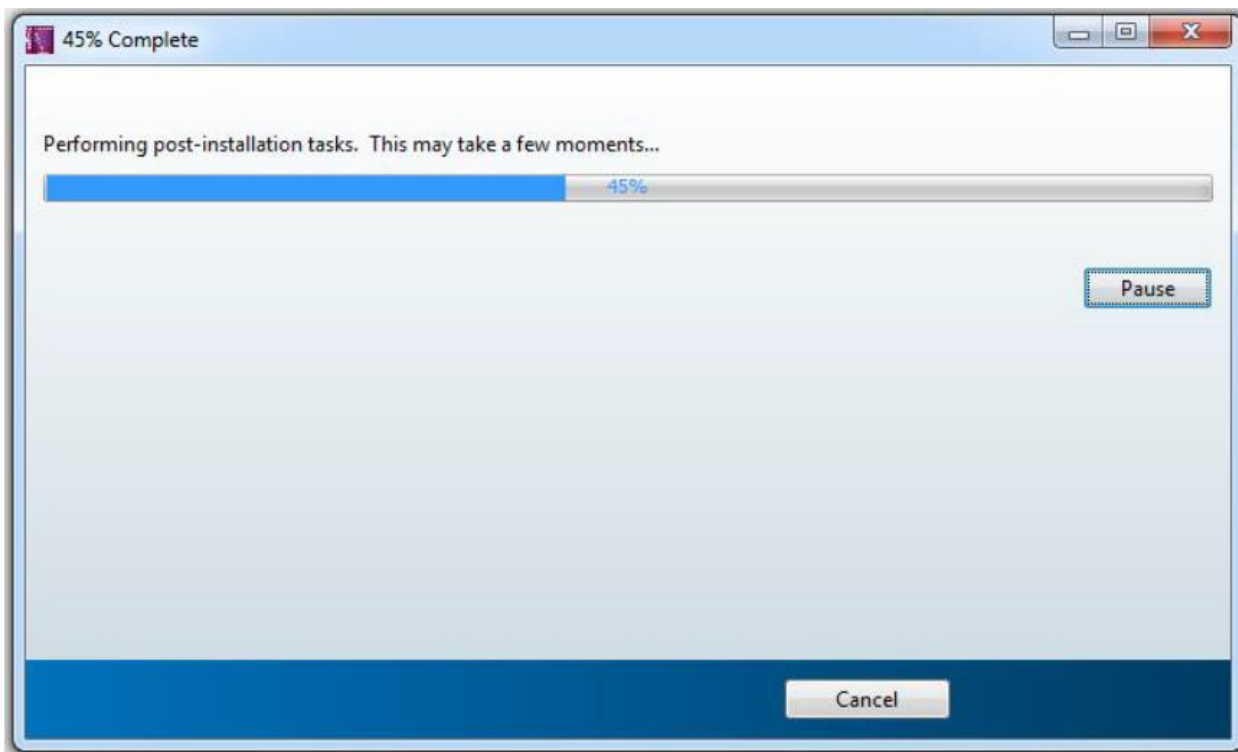 45% Complete
Performing post-installation tasks.  This may take a few moments...
45%
Pause
Cancel